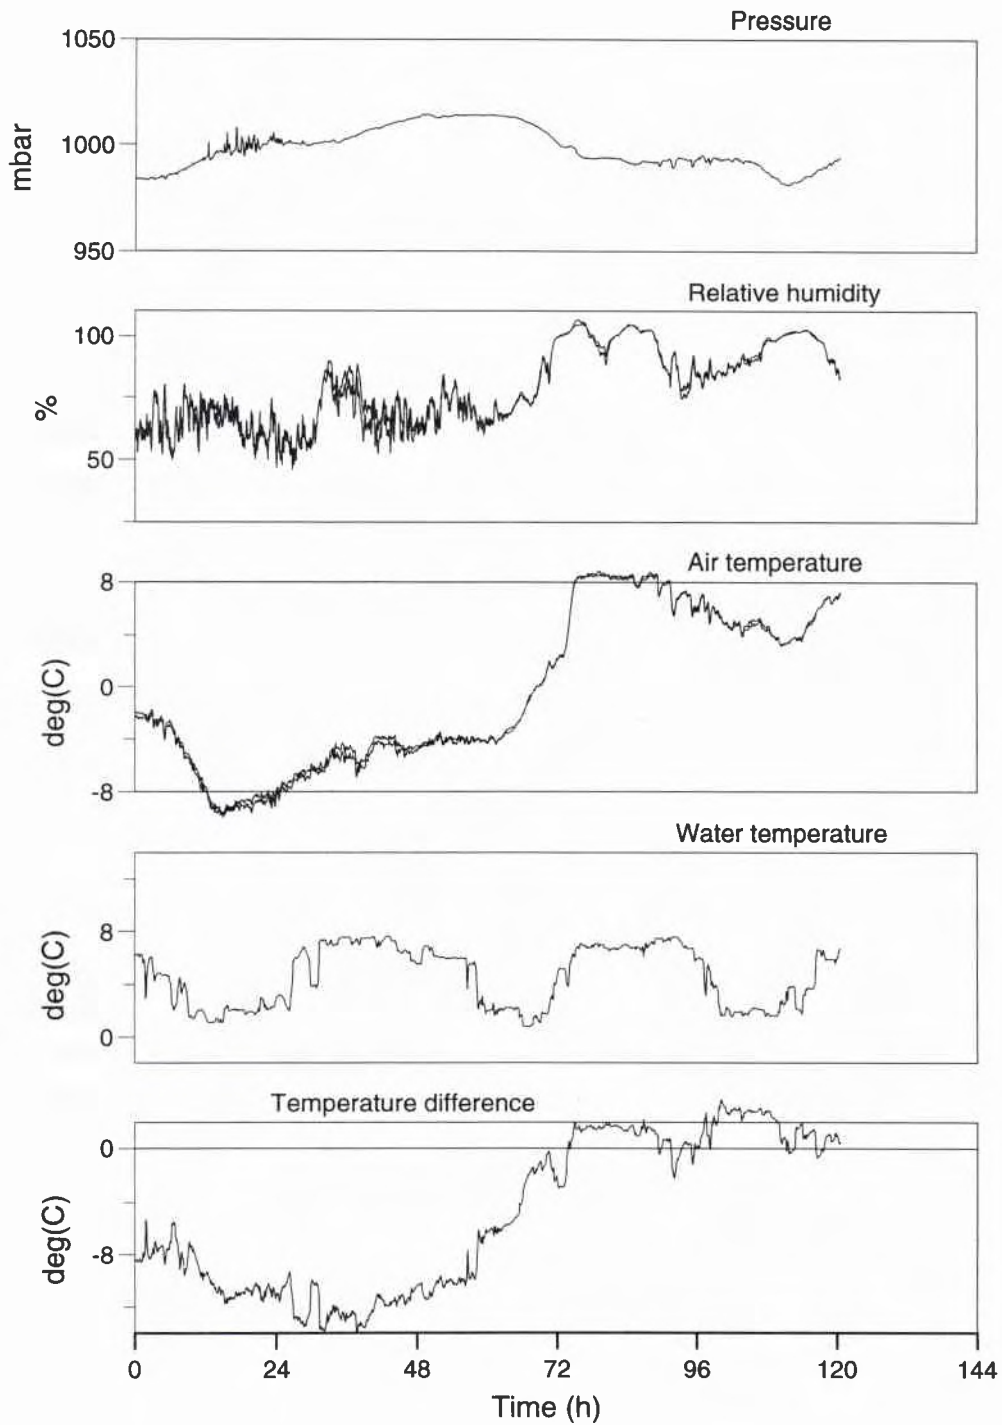 Pressure
1050
1000
950
mbar
Relative humidity
100
50
%
Air temperature
8
0
-8
deg(C)
Water temperature
8
0
deg(C)
Temperature difference
0
-8
deg(C)
0 24 48 72 96 120 144
Time (h)